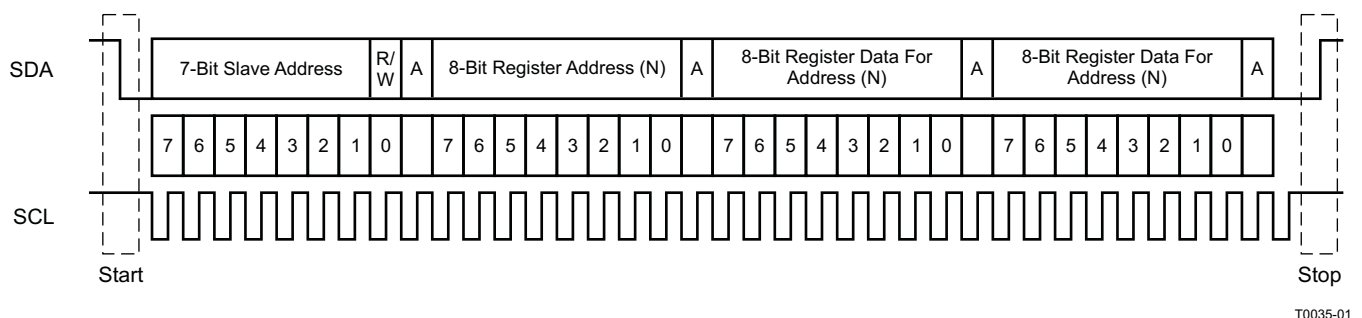 SDA
7-Bit Slave Address
R/
W
A
8-Bit Register Address (N)
A
8-Bit Register Data For
Address (N)
A
8-Bit Register Data For
Address (N)
A
7 6 5 4 3 2 1 0 7 6 5 4 3 2 1 0 7 6 5 4 3 2 1 0 7 6 5 4 3 2 1 0
SCL
Start
Stop
T0035-01